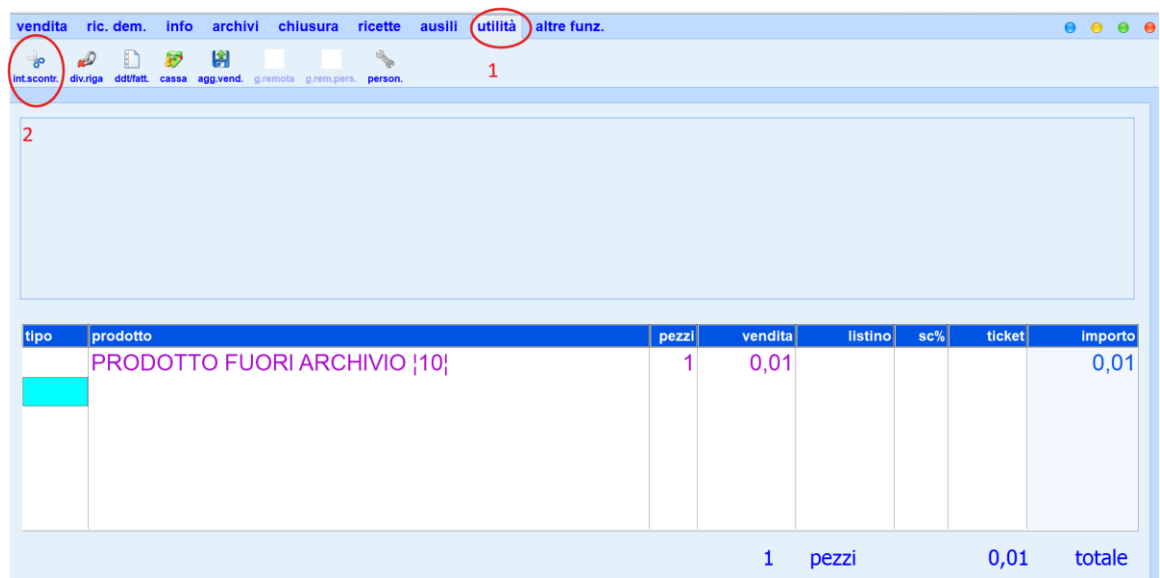 vendita ric. dem. info archivi chiusura ricette ausili utilità altre funz.
int.scontr. div.riga ddt/fatt. cassa agg.vend. g.remota g.rem.pers. person.
1
2
tipo prodotto pezzi vendita listino sc% ticket importo
PRODOTTO FUORI ARCHIVIO ¦10¦ 1 0,01 0,01
1 pezzi 0,01 totale